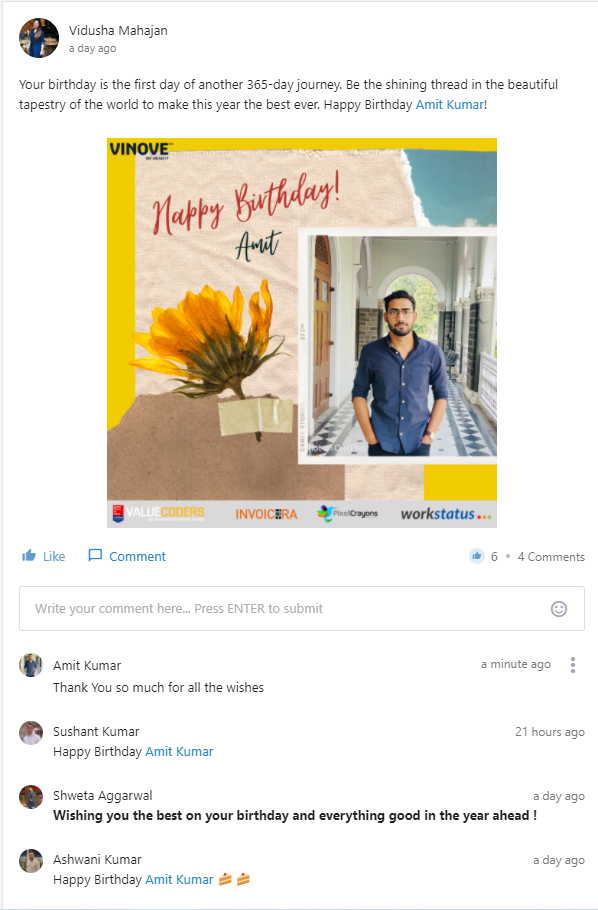 Vidusha Mahajan
a day ago
Your birthday is the first day of another 365-day journey. Be the shining thread in the beautiful
tapestry of the world to make this year the best ever. Happy Birthday Amit Kumar!
VINOVE
Happy Birthday!
Amit
VALUECODERS
INVOICERA
PixelCrayons
workstatus
Like
Comment
6 • 4 Comments
Write your comment here... Press ENTER to submit
Amit Kumar
a minute ago
Thank You so much for all the wishes
Sushant Kumar
21 hours ago
Happy Birthday Amit Kumar
Shweta Aggarwal
a day ago
Wishing you the best on your birthday and everything good in the year ahead !
Ashwani Kumar
a day ago
Happy Birthday Amit Kumar 🍰 🍰